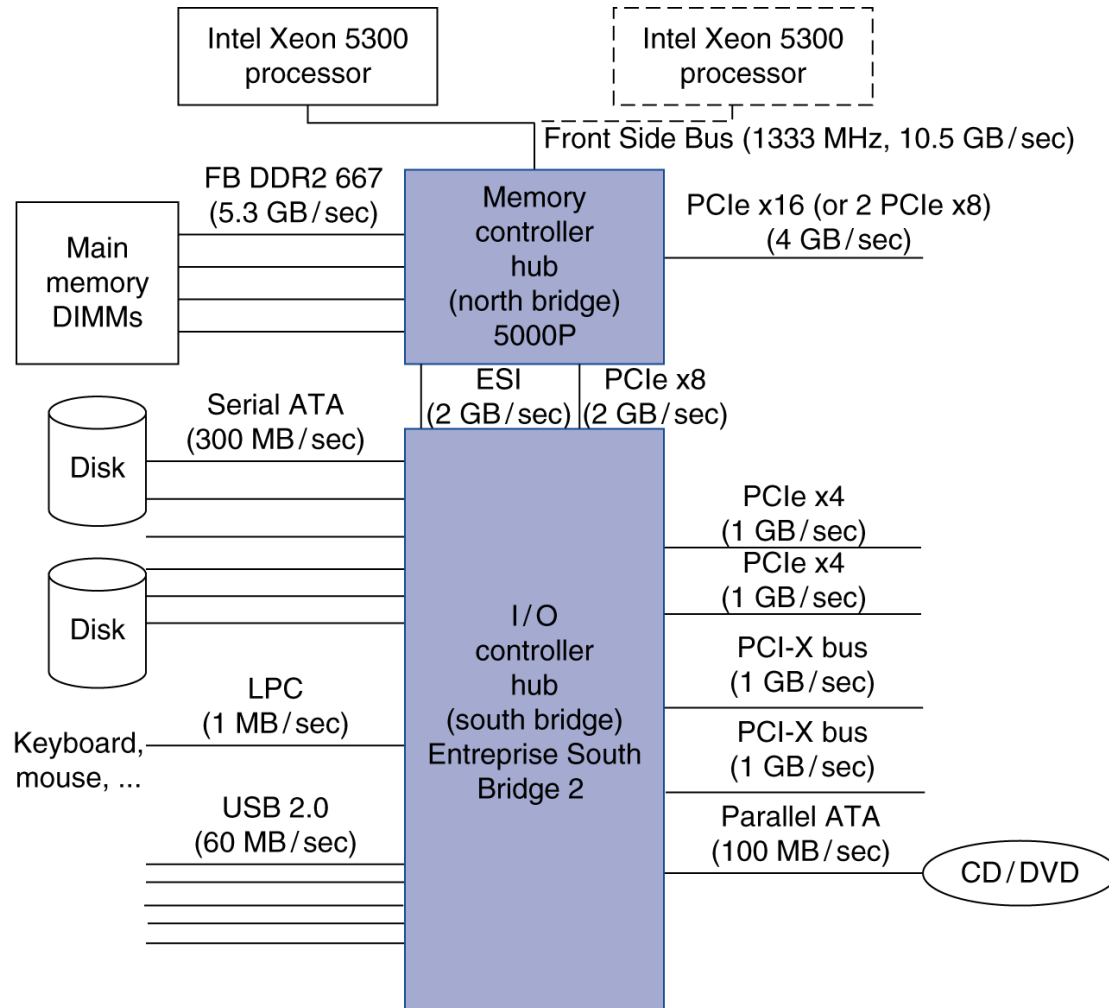 Intel Xeon 5300
processor
Intel Xeon 5300
processor
Front Side Bus (1333 MHz, 10.5 GB/sec)
FB DDR2 667
(5.3 GB/sec)
Main
memory
DIMMs
Memory
controller
hub
(north bridge)
5000P
PCIe x16 (or 2 PCIe x8)
(4 GB/sec)
ESI
(2 GB/sec)
PCIe x8
(2 GB/sec)
Serial ATA
(300 MB/sec)
Disk
Disk
LPC
(1 MB/sec)
Keyboard,
mouse, ...
USB 2.0
(60 MB/sec)
I/O
controller
hub
(south bridge)
Entreprise South
Bridge 2
PCIe x4
(1 GB/sec)
PCIe x4
(1 GB/sec)
PCI-X bus
(1 GB/sec)
PCI-X bus
(1 GB/sec)
Parallel ATA
(100 MB/sec)
CD/DVD